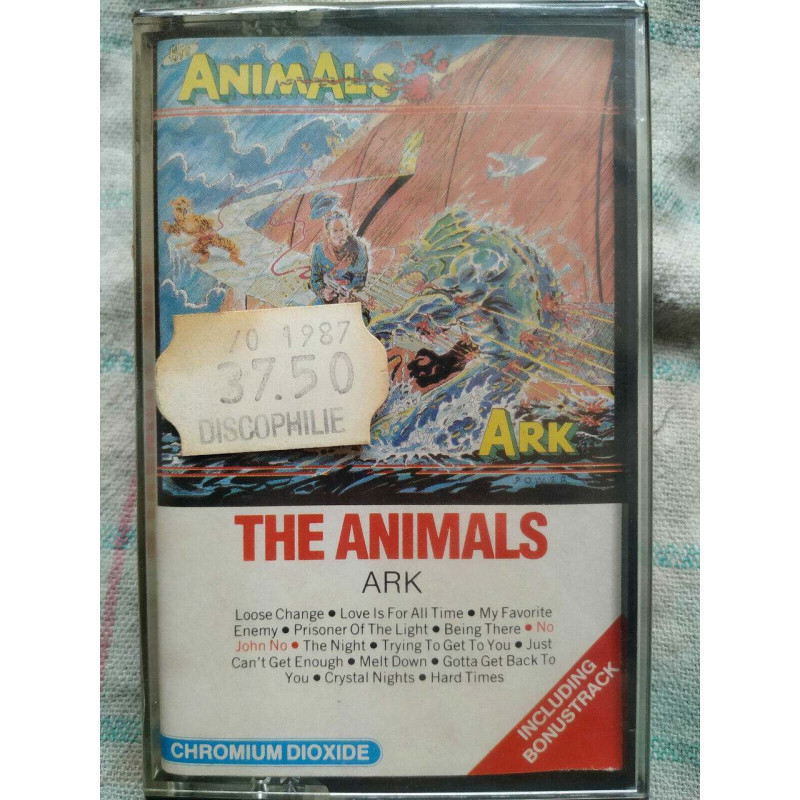 ANIMALS
/0 1987
37.50
DISCOPHILIE
ARK
POWER
THE ANIMALS
ARK
Loose Change • Love Is For All Time • My Favorite
Enemy • Prisoner Of The Light • Being There • No
John No • The Night • Trying To Get To You • Just
Can't Get Enough • Melt Down • Gotta Get Back To
You • Crystal Nights • Hard Times
INCLUDING
BONUSTRACK
CHROMIUM DIOXIDE